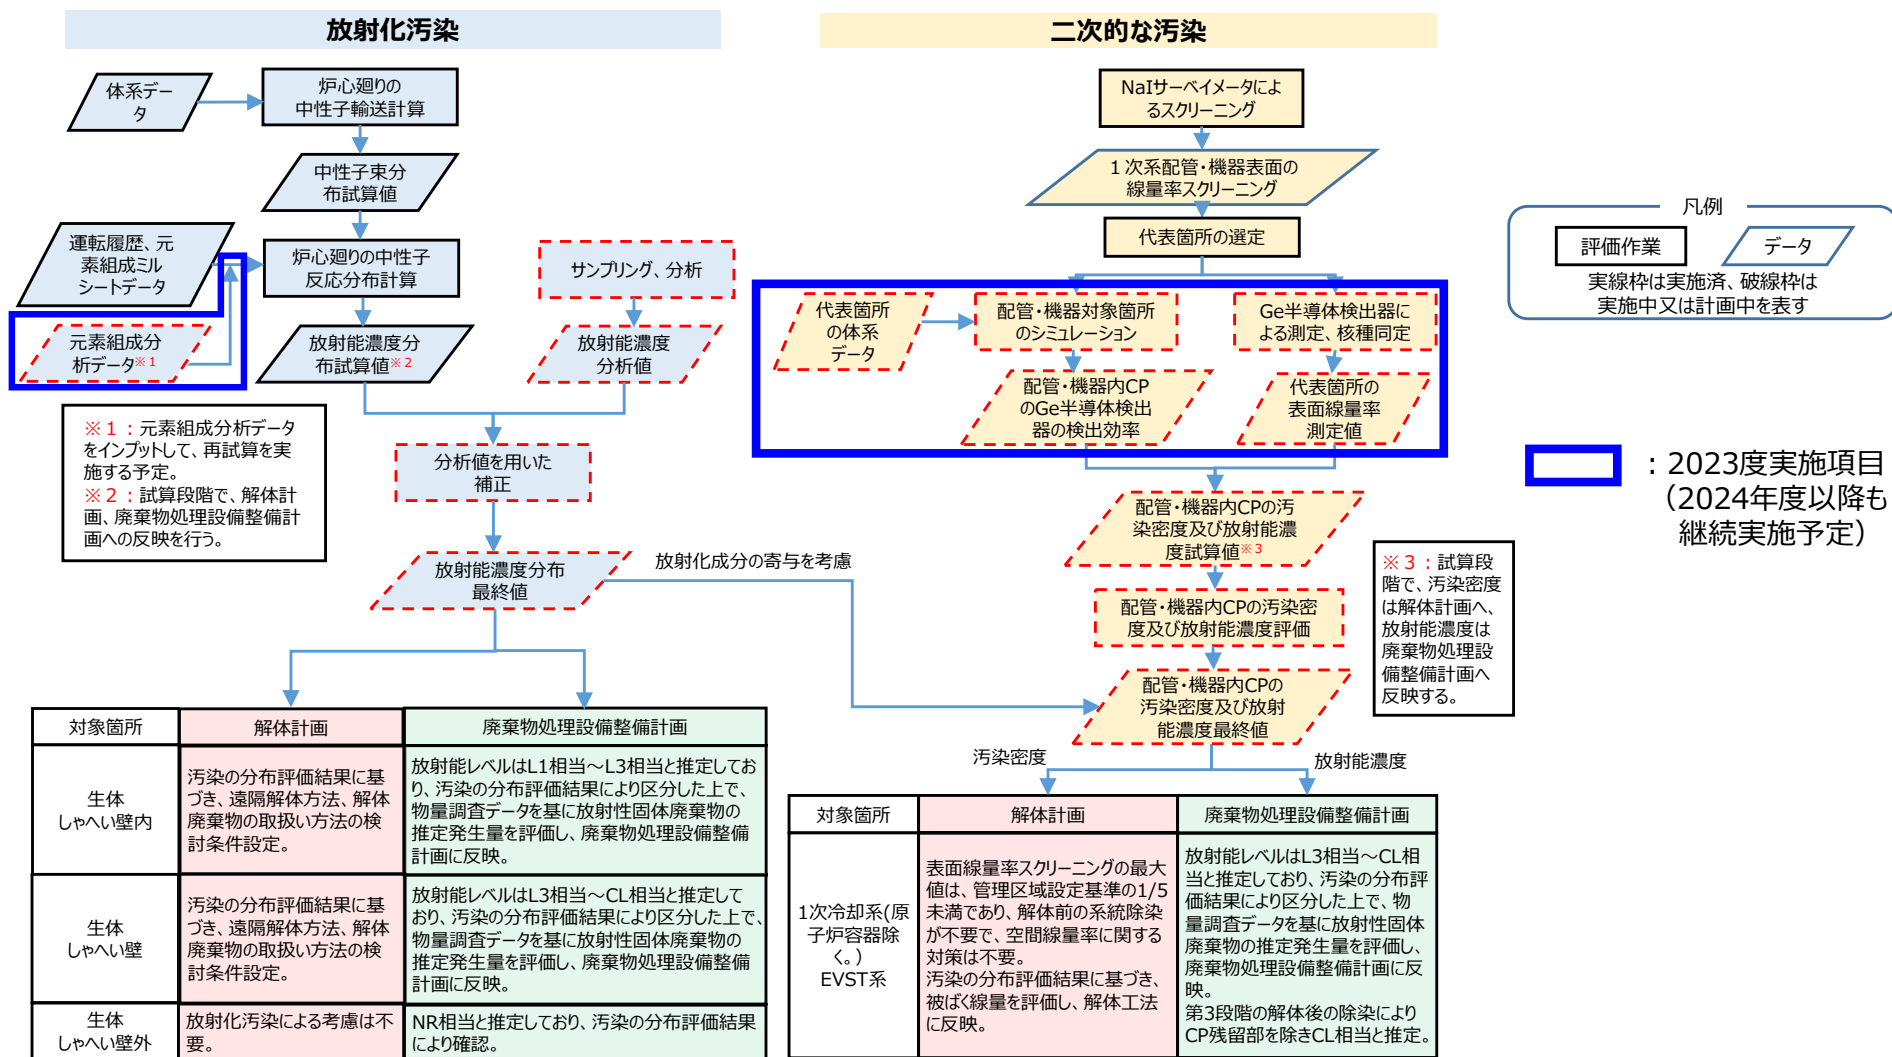 放射化汚染
体系デー
タ
炉心廻りの
中性子輸送計算
中性子束分
布試算値
運転履歴、元
素組成ミル
シートデータ
炉心廻りの中性子
反応分布計算
元素組成分
析データ※1
放射能濃度分
布試算値※2
サンプリング、分析
放射能濃度
分析値
※1：元素組成分析データ
をインプットして、再試算を実
施する予定。
※2：試算段階で、解体計
画、廃棄物処理設備整備計
画への反映を行う。
分析値を用いた
補正
放射能濃度分布
最終値
放射化成分の寄与を考慮
対象箇所
解体計画
廃棄物処理設備整備計画
生体
しゃへい壁内
汚染の分布評価結果に基
づき、遠隔解体方法、解体
廃棄物の取扱い方法の検
討条件設定。
放射能レベルはL1相当～L3相当と推定してお
り、汚染の分布評価結果により区分した上で、
物量調査データを基に放射性固体廃棄物の
推定発生量を評価し、廃棄物処理設備整備
計画に反映。
生体
しゃへい壁
汚染の分布評価結果に基
づき、遠隔解体方法、解体
廃棄物の取扱い方法の検
討条件設定。
放射能レベルはL3相当～CL相当と推定して
おり、汚染の分布評価結果により区分した上で、
物量調査データを基に放射性固体廃棄物の
推定発生量を評価し、廃棄物処理設備整備
計画に反映。
生体
しゃへい壁外
放射化汚染による考慮は不
要。
NR相当と推定しており、汚染の分布評価結果
により確認。
二次的な汚染
NaIサーベイメータによ
るスクリーニング
１次系配管・機器表面の
線量率スクリーニング
代表箇所の選定
代表箇所
の体系
データ
配管・機器対象箇所
のシミュレーション
Ge半導体検出器に
よる測定、核種同定
配管・機器内CP
のGe半導体検出
器の検出効率
代表箇所の
表面線量率
測定値
配管・機器内CPの汚
染密度及び放射能濃
度試算値※3
配管・機器内CPの汚染密
度及び放射能濃度評価
配管・機器内CPの
汚染密度及び放射
能濃度最終値
※3：試算段
階で、汚染密度
は解体計画へ、
放射能濃度は
廃棄物処理設
備整備計画へ
反映する。
汚染密度
放射能濃度
対象箇所
解体計画
廃棄物処理設備整備計画
1次冷却系(原
子炉容器除
く。)
EVST系
表面線量率スクリーニングの最大
値は、管理区域設定基準の1/5
未満であり、解体前の系統除染
が不要で、空間線量率に関する
対策は不要。
汚染の分布評価結果に基づき、
被ばく線量を評価し、解体工法
に反映。
放射能レベルはL3相当～CL相
当と推定しており、汚染の分布評
価結果により区分した上で、物
量調査データを基に放射性固体
廃棄物の推定発生量を評価し、
廃棄物処理設備整備計画に反
映。
第3段階の解体後の除染により
CP残留部を除きCL相当と推定。
凡例
評価作業
データ
実線枠は実施済、破線枠は
実施中又は計画中を表す
：2023度実施項目
（2024年度以降も
継続実施予定）